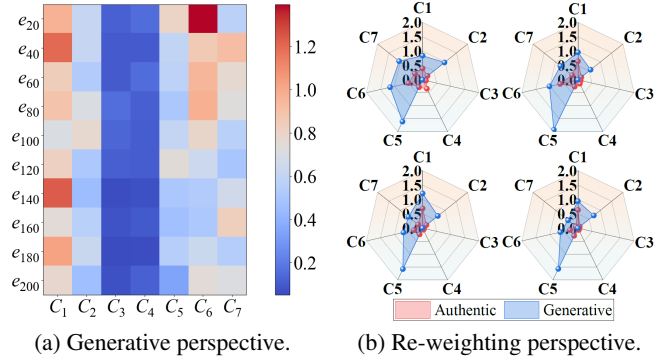 e20
e40
e60
e80
e100
e120
e140
e160
e180
e200
C1 C2 C3 C4 C5 C6 C7
1.2
1.0
0.8
0.6
0.4
0.2
C1
C2
C3
C4
C5
C6
C7
2.0
1.5
1.0
0.5
0.0
C1
C2
C3
C4
C5
C6
C7
2.0
1.5
1.0
0.5
0.0
C1
C2
C3
C4
C5
C6
C7
2.0
1.5
1.0
C1
C2
C3
C4
C5
C6
C7
2.0
1.5
1.0
Authentic Generative
(a) Generative perspective. (b) Re-weighting perspective.